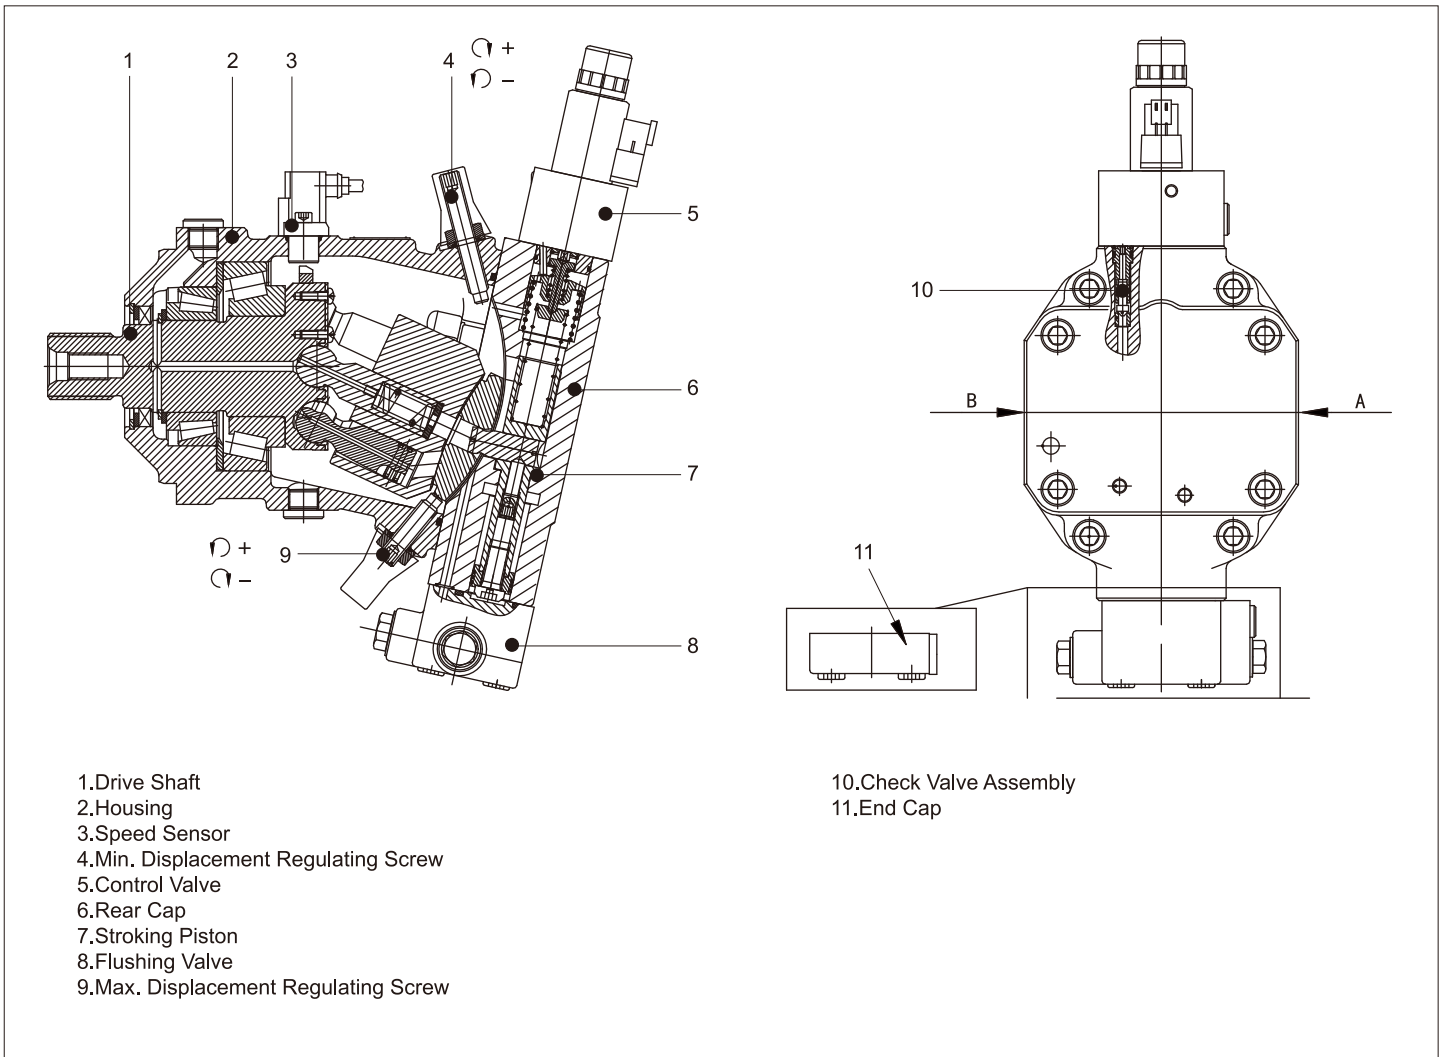 1
2
3
4
+
−
5
6
7
+
−
9
8
10
B
A
11
1.Drive Shaft
2.Housing
3.Speed Sensor
4.Min. Displacement Regulating Screw
5.Control Valve
6.Rear Cap
7.Stroking Piston
8.Flushing Valve
9.Max. Displacement Regulating Screw
10.Check Valve Assembly
11.End Cap